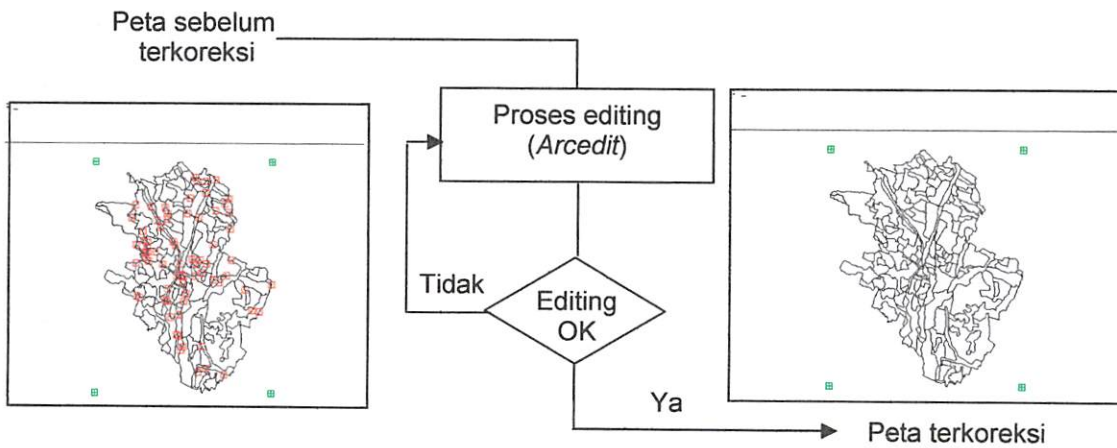 Peta sebelum
terkoreksi
Proses editing
(Arcedit)
Tidak
Editing
OK
Ya
Peta terkoreksi